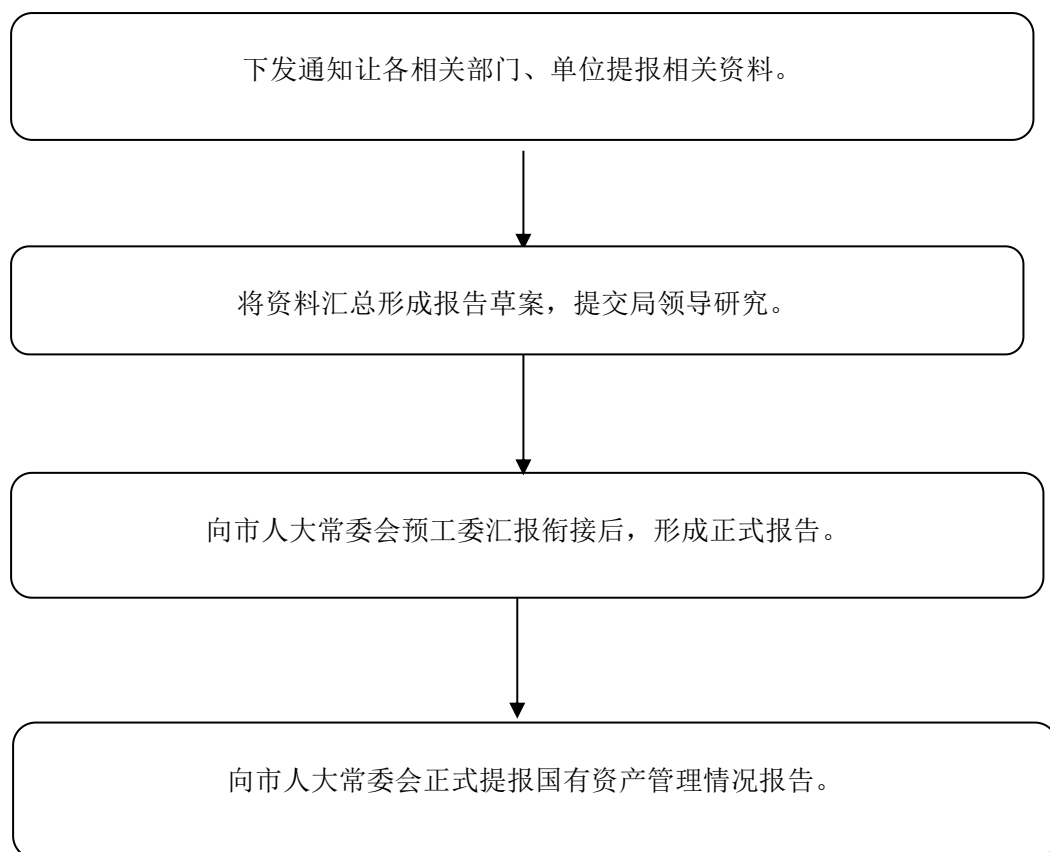 下发通知让各相关部门、单位提报相关资料。
将资料汇总形成报告草案，提交局领导研究。
向市人大常委会预工委汇报衔接后，形成正式报告。
向市人大常委会正式提报国有资产管理情况报告。